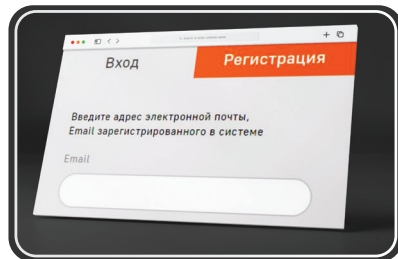 Вход
Регистрация
Введите адрес электронной почты,
Email зарегистрированного в системе
Email